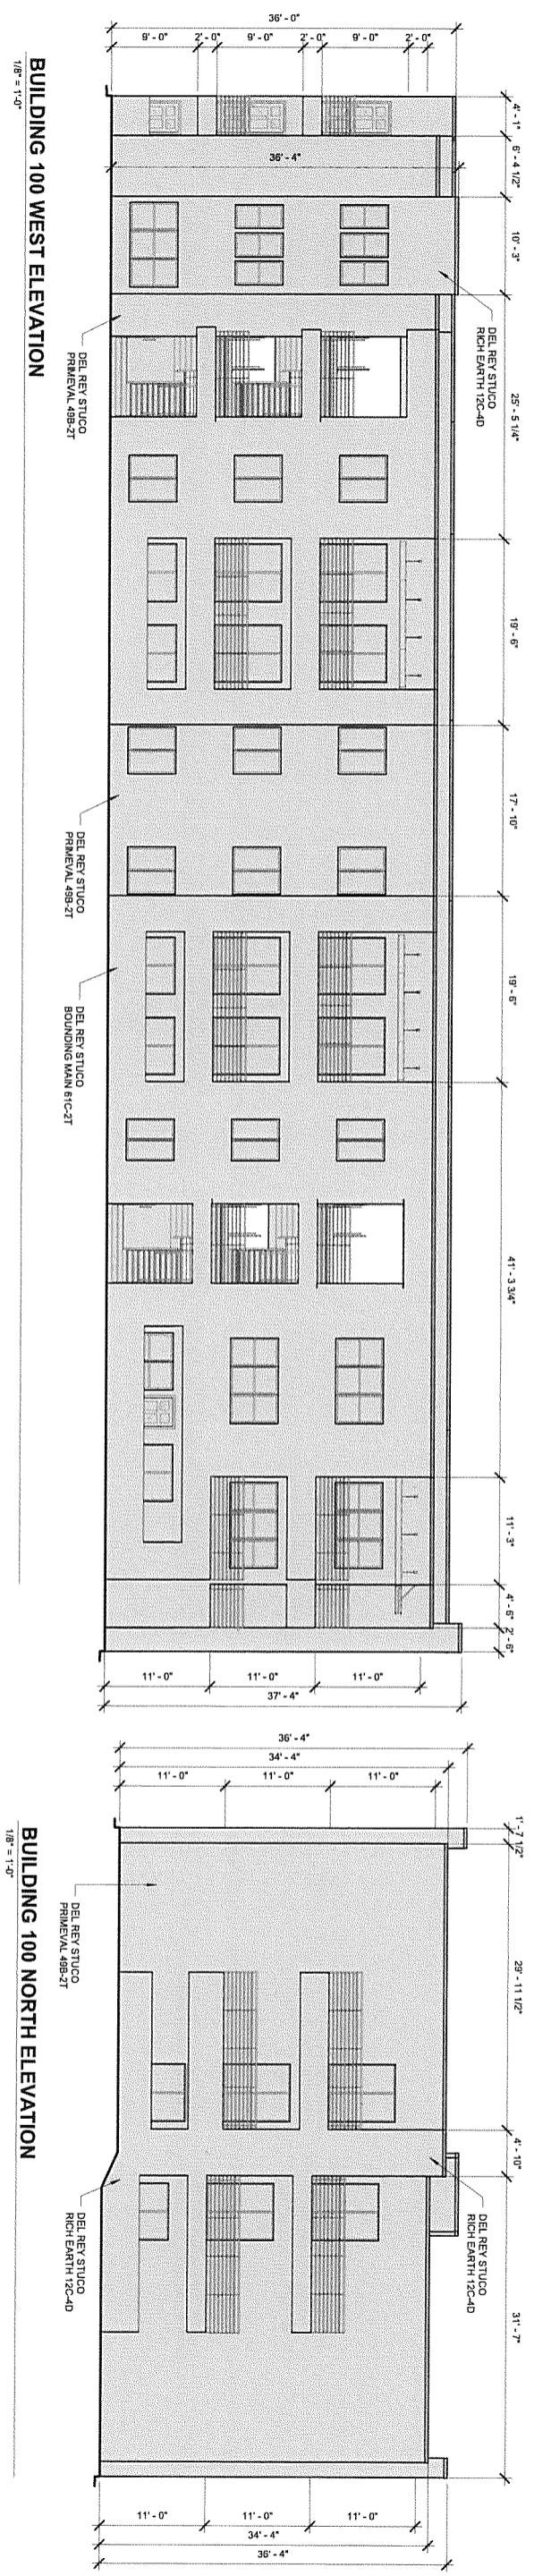 36' - 0"
9' - 0"
2' - 0"
9' - 0"
2' - 0"
9' - 0"
2' - 0"
4' - 1"
6' - 4 1/2"
10' - 3"
25' - 5 1/4"
19' - 6"
17' - 10"
19' - 6"
41' - 3 3/4"
11' - 3"
4' - 6"
2' - 6"
36' - 4"
DEL REY STUCO
RICH EARTH 12C-4D
DEL REY STUCO
PRIMEVAL 49B-2T
DEL REY STUCO
PRIMEVAL 49B-2T
DEL REY STUCO
BOUNDING MAIN 61C-2T
11' - 0"
11' - 0"
11' - 0"
37' - 4"
BUILDING 100 WEST ELEVATION
1/8" = 1'-0"
36' - 4"
34' - 4"
11' - 0"
11' - 0"
11' - 0"
1' - 7 1/2"
29' - 11 1/2"
4' - 10"
31' - 7"
DEL REY STUCO
RICH EARTH 12C-4D
DEL REY STUCO
PRIMEVAL 49B-2T
DEL REY STUCO
RICH EARTH 12C-4D
11' - 0"
11' - 0"
11' - 0"
34' - 4"
36' - 4"
BUILDING 100 NORTH ELEVATION
1/8" = 1'-0"